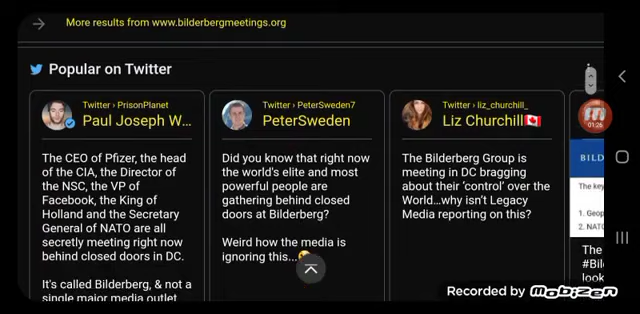 More results from www.bilderbergmeetings.org
Popular on Twitter
Twitter › PrisonPlanet
Paul Joseph W...
The CEO of Pfizer, the head
of the CIA, the Director of
the NSC, the VP of
Facebook, the King of
Holland and the Secretary
General of NATO are all
secretly meeting right now
behind closed doors in DC.
It's called Bilderberg, & not a
single major media outlet
Twitter › PeterSweden7
PeterSweden
Did you know that right now
the world's elite and most
powerful people are
gathering behind closed
doors at Bilderberg?
Weird how the media is
ignoring this...
Twitter › liz_churchill_
Liz Churchill
The Bilderberg Group is
meeting in DC bragging
about their 'control' over the
World...why isn't Legacy
Media reporting on this?
01:26
BILD
The key
1. Geop
2. NATO
The
#Bil
look
Recorded by Mobizen